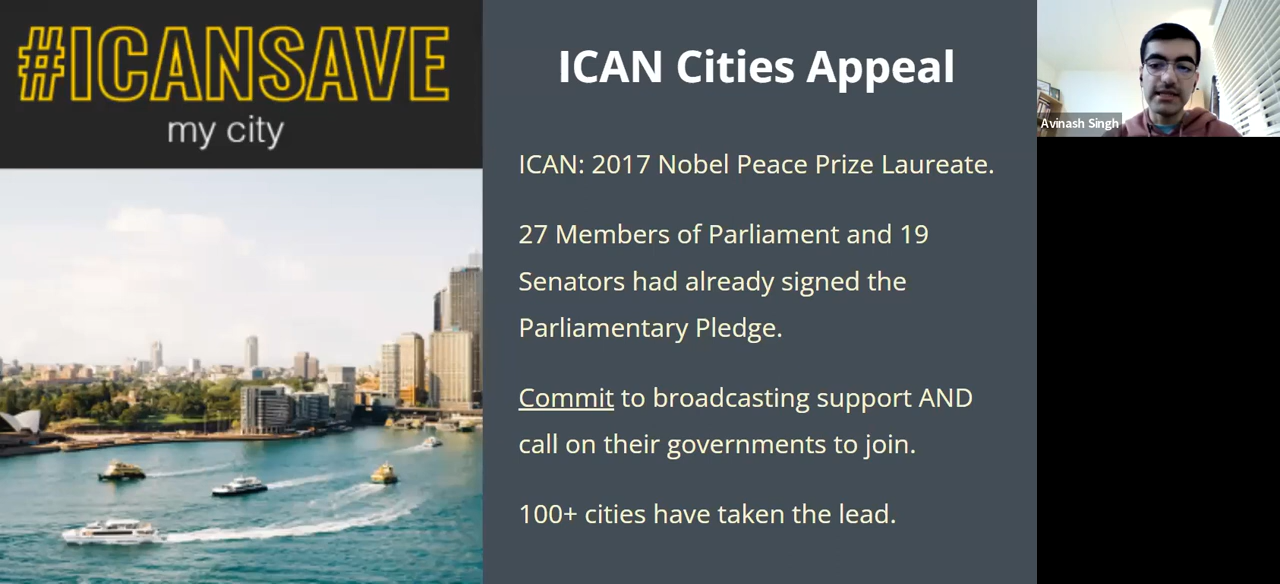 #ICANSAVE
my city
ICAN Cities Appeal
ICAN: 2017 Nobel Peace Prize Laureate.
27 Members of Parliament and 19
Senators had already signed the
Parliamentary Pledge.
Commit to broadcasting support AND
call on their governments to join.
100+ cities have taken the lead.
Avinash Singh